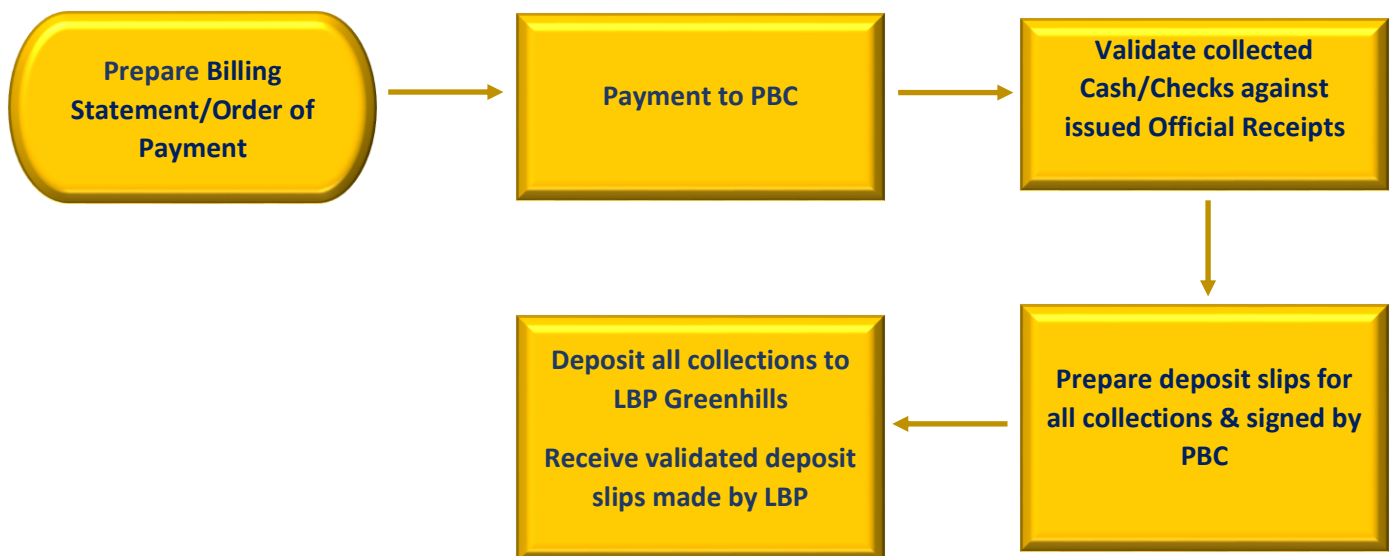 Prepare Billing
Statement/Order of
Payment
Payment to PBC
Validate collected
Cash/Checks against
issued Official Receipts
Prepare deposit slips for
all collections & signed by
PBC
Deposit all collections to
LBP Greenhills
Receive validated deposit
slips made by LBP